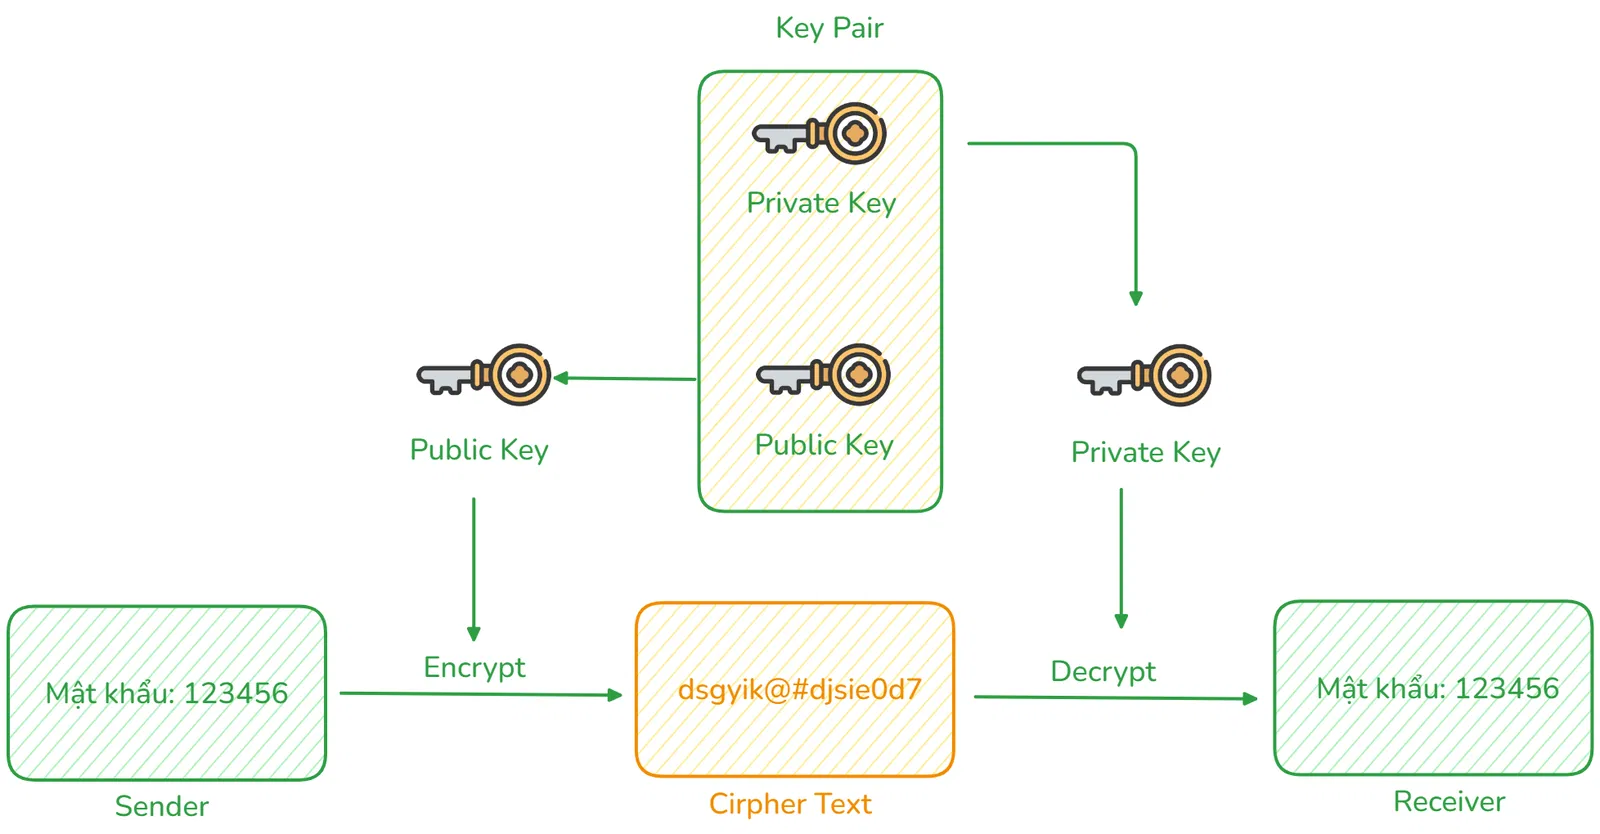 Key Pair
Private Key
Public Key
Public Key
Private Key
Encrypt
Decrypt
Mật khẩu: 123456
dsgyik@#djsie0d7
Mật khẩu: 123456
Sender
Cirpher Text
Receiver